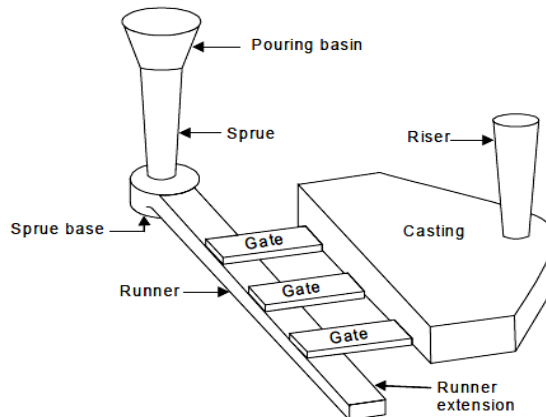 Pouring basin
Sprue
Riser
Sprue base
Gate
Casting
Gate
Runner
Gate
Runner
extension